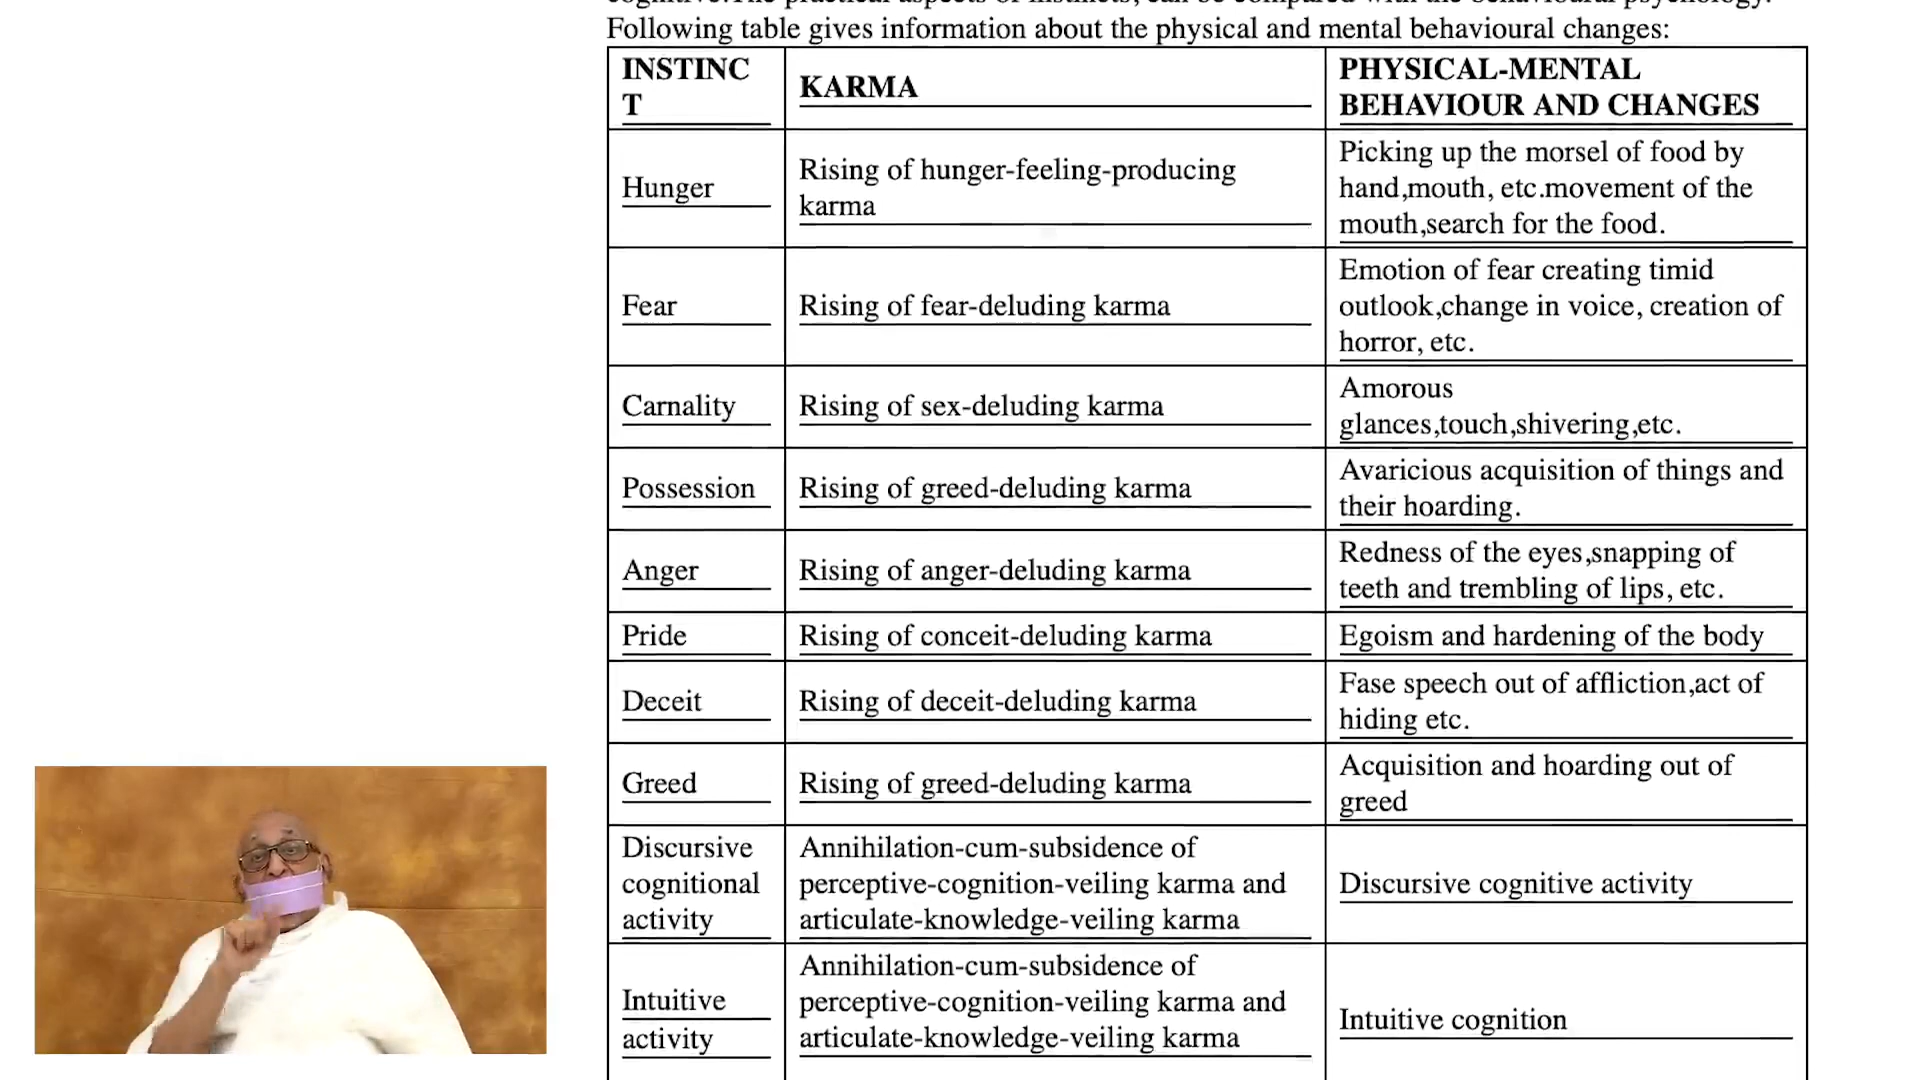 Following table gives information about the physical and mental behavioural changes:
INSTINC
T
KARMA
PHYSICAL-MENTAL
BEHAVIOUR AND CHANGES
Hunger
Rising of hunger-feeling-producing
karma
Picking up the morsel of food by
hand,mouth, etc.movement of the
mouth,search for the food.
Fear
Rising of fear-deluding karma
Emotion of fear creating timid
outlook,change in voice, creation of
horror, etc.
Carnality
Rising of sex-deluding karma
Amorous
glances,touch,shivering,etc.
Possession
Rising of greed-deluding karma
Avaricious acquisition of things and
their hoarding.
Anger
Rising of anger-deluding karma
Redness of the eyes,snapping of
teeth and trembling of lips, etc.
Pride
Rising of conceit-deluding karma
Egoism and hardening of the body
Deceit
Rising of deceit-deluding karma
Fase speech out of affliction,act of
hiding etc.
Greed
Rising of greed-deluding karma
Acquisition and hoarding out of
greed
Discursive
cognitional
activity
Annihilation-cum-subsidence of
perceptive-cognition-veiling karma and
articulate-knowledge-veiling karma
Discursive cognitive activity
Intuitive
activity
Annihilation-cum-subsidence of
perceptive-cognition-veiling karma and
articulate-knowledge-veiling karma
Intuitive cognition